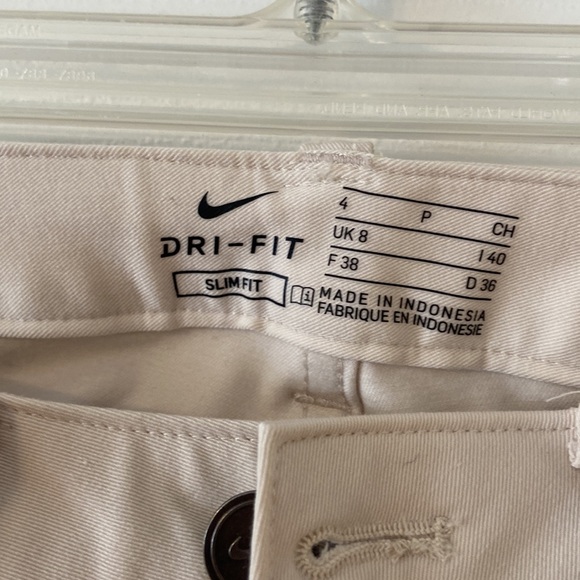 DRI-FIT
SLIM FIT
4 P CH
UK 8 I 40
F 38 D 36
MADE IN INDONESIA
FABRIQUE EN INDONESIE